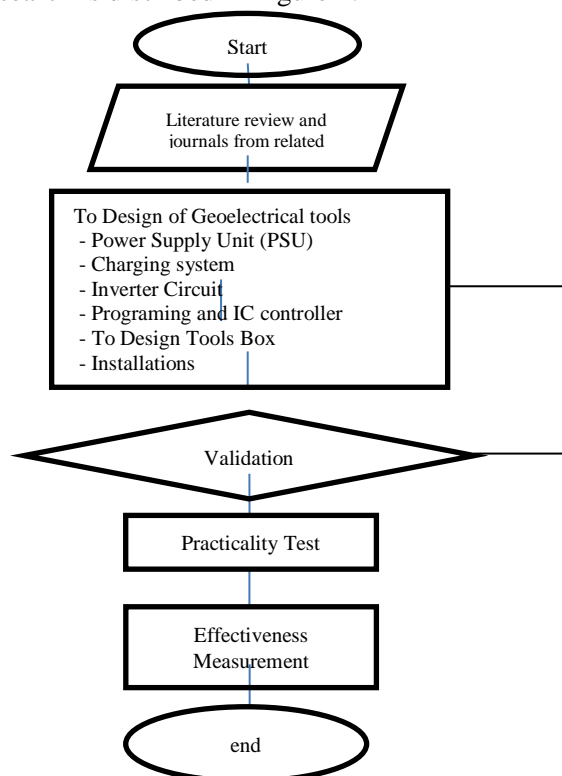 Start
Literature review and
journals from related
To Design of Geoelectrical tools
- Power Supply Unit (PSU)
- Charging system
- Inverter Circuit
- Programing and IC controller
- To Design Tools Box
- Installations
Validation
Practicality Test
Effectiveness
Measurement
end